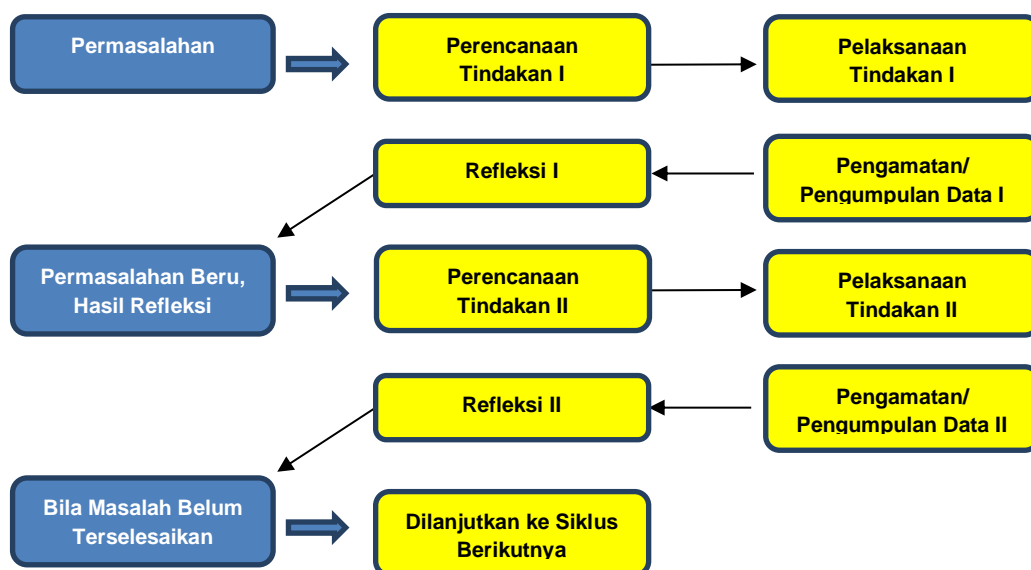 Permasalahan
Perencanaan
Tindakan I
Pelaksanaan
Tindakan I
Refleksi I
Pengamatan/
Pengumpulan Data I
Permasalahan Beru,
Hasil Refleksi
Perencanaan
Tindakan II
Pelaksanaan
Tindakan II
Refleksi II
Pengamatan/
Pengumpulan Data II
Bila Masalah Belum
Terselesaikan
Dilanjutkan ke Siklus
Berikutnya